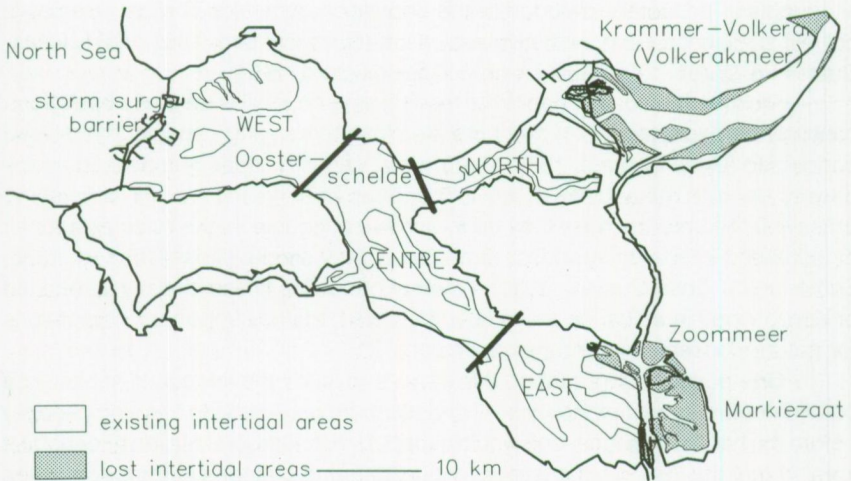 North Sea
storm surg
barrier
WEST
Ooster
schelde
NORTH
Krammer-Volkerak
(Volkerakmeer)
CENTRE
EAST
Zoommeer
Markiezaat
existing intertidal areas
lost intertidal areas
10 km